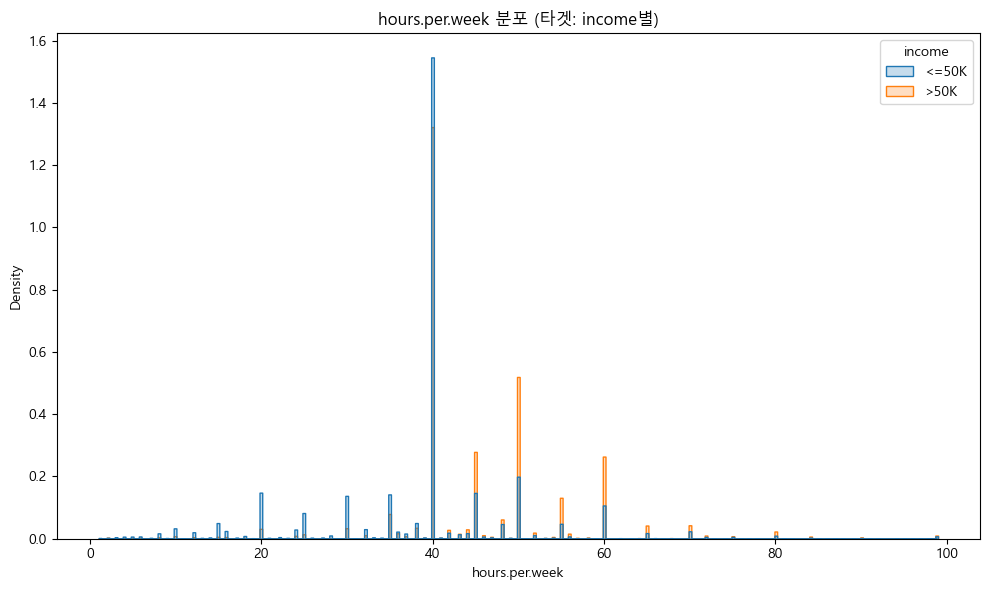 hours.per.week 분포 (타겟: income별)
income
<=50K
>50K
Density
1.6
1.4
1.2
1.0
0.8
0.6
0.4
0.2
0.0
0 20 40 60 80 100
hours.per.week